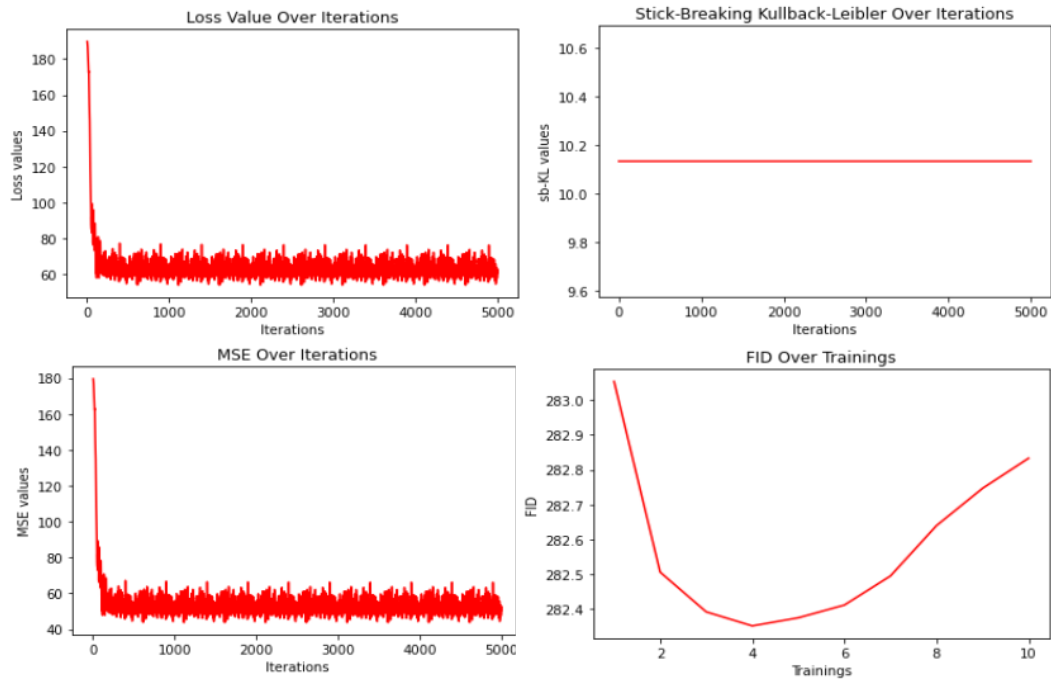 Loss Value Over Iterations
Loss values
180
160
140
120
100
80
60
0 1000 2000 3000 4000 5000
Iterations
Stick-Breaking Kullback-Leibler Over Iterations
sb-KL values
10.6
10.4
10.2
10.0
9.8
9.6
0 1000 2000 3000 4000 5000
Iterations
MSE Over Iterations
MSE values
180
160
140
120
100
80
60
40
0 1000 2000 3000 4000 5000
Iterations
FID Over Trainings
FID
283.0
282.9
282.8
282.7
282.6
282.5
282.4
2 4 6 8 10
Trainings